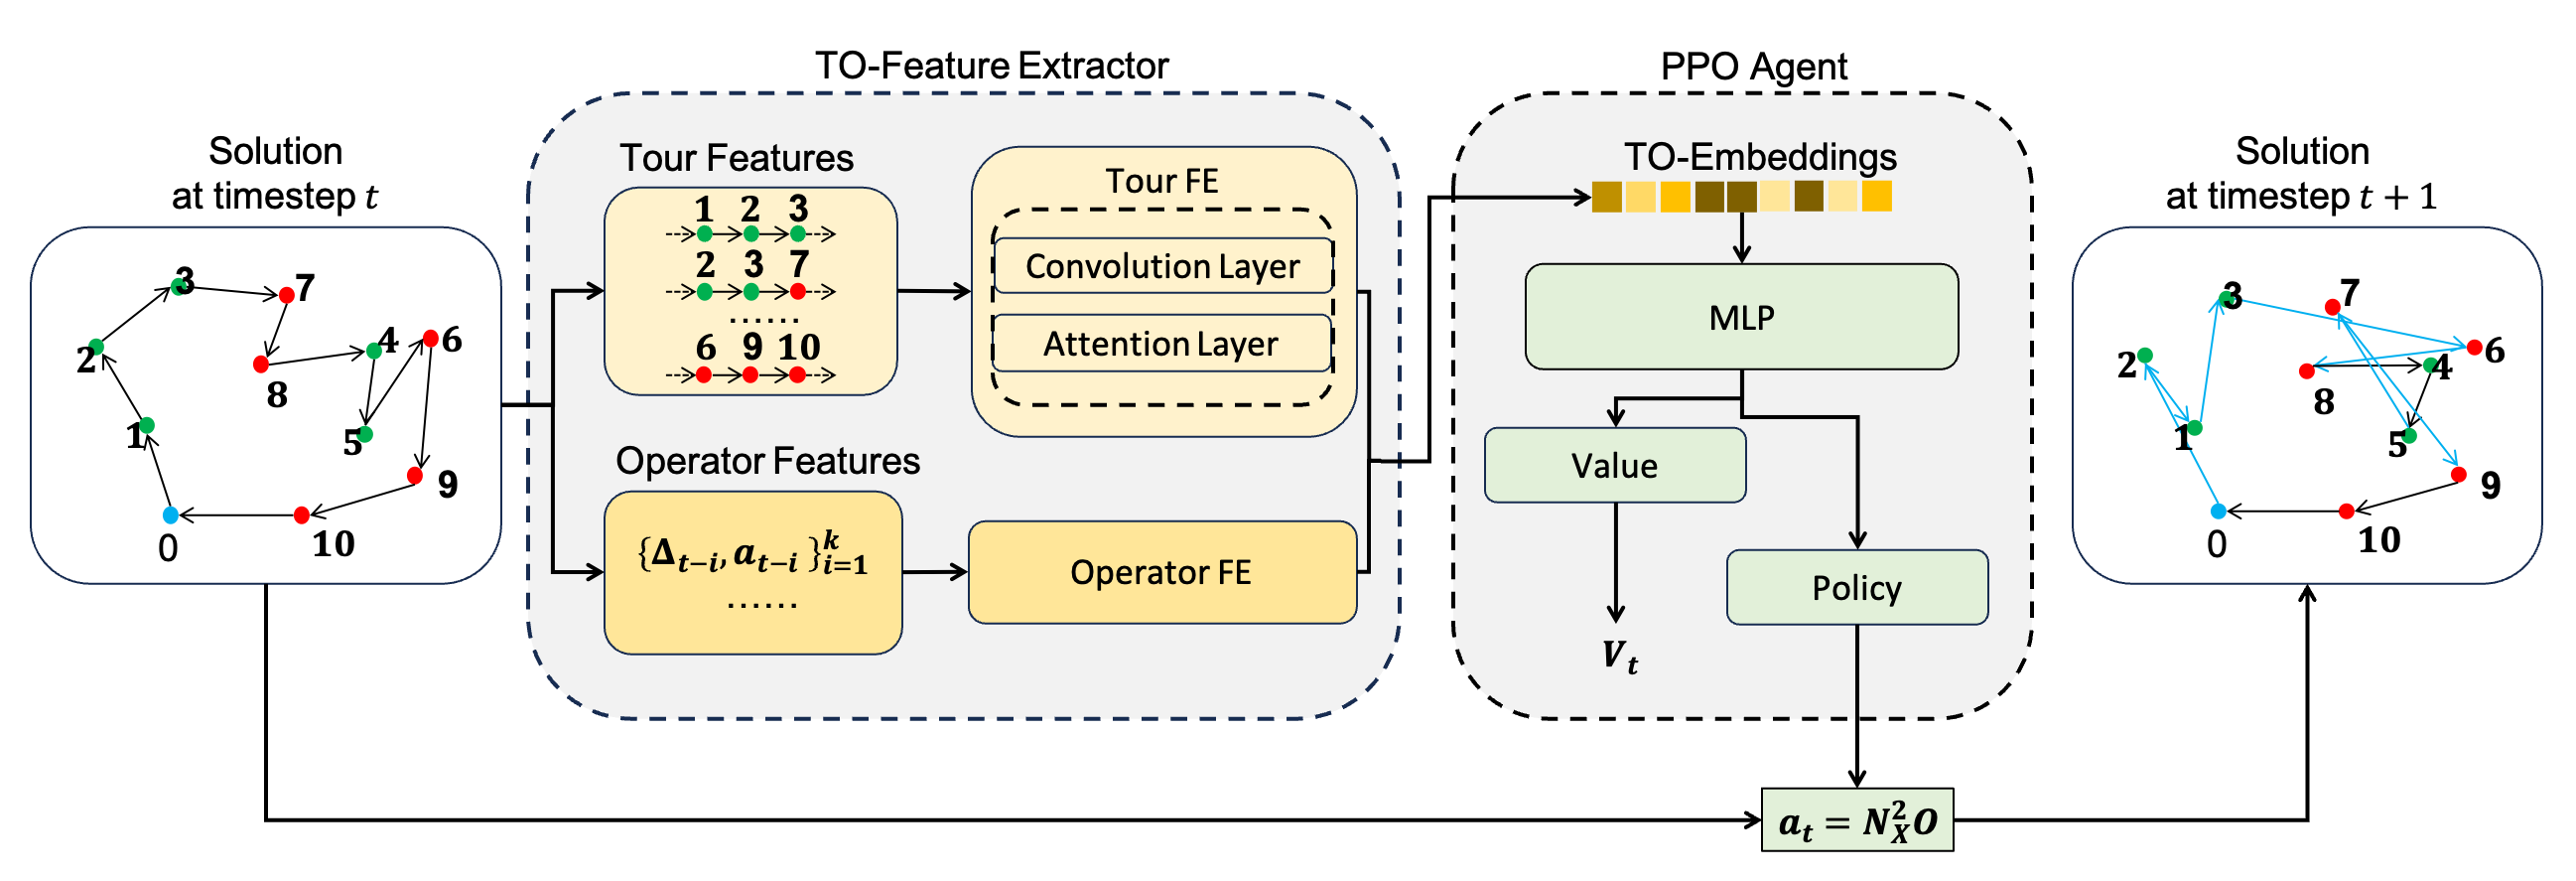 TO-Feature Extractor
PPO Agent
Solution
at timestep t
3
7
2
4
6
8
1
5
9
0
10
Tour Features
1 2 3
2 3 7
......
6 9 10
Tour FE
Convolution Layer
Attention Layer
Operator Features
{Δ_{t−i}, a_{t−i}}_{i=1}^{k}
......
Operator FE
TO-Embeddings
MLP
Value
Policy
V_t
a_t = N_X^2 O
Solution
at timestep t + 1
3
7
2
6
4
8
1
5
9
0
10